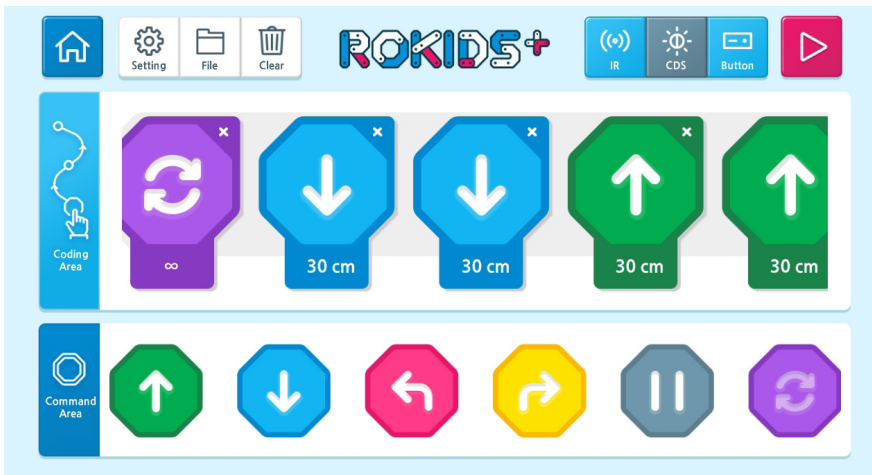 Setting
File
Clear
ROKIDS+
IR
CDS
Button
Coding
Area
∞
30 cm
30 cm
30 cm
30 cm
Command
Area